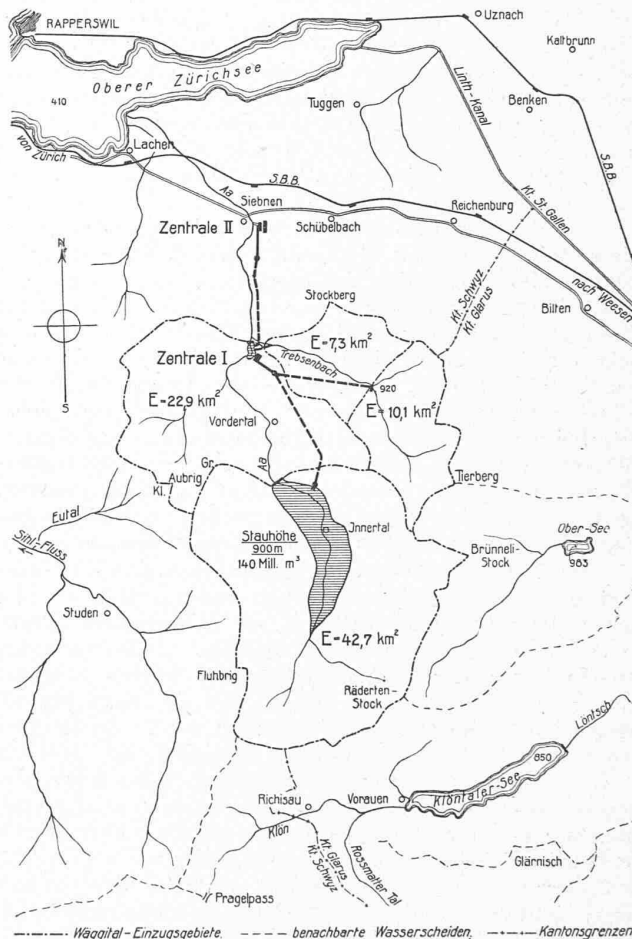 RAPPERSWIL
Oberer Zürichsee
410
Uznach
Kaltbrunn
Tuggen
Linth-Kanal
Benken
S.B.B.
von Zürich
Lachen
Aa
S.B.B.
Siebnen
Zentrale II
Schübelbach
Reichenburg
Kt. St. Gallen
nach Weesen
Kt. Schwyz
Kt. Glarus
Bilten
N
S
Stockberg
Zentrale I
E=7,3 km²
Trebsenbach
920
E=22,9 km²
E=10,1 km²
Vordertal
Aa
Gr.
Aubrig
Kl.
Tierberg
Eutal
Sihl-Fluss
Stauhöhe
900 m
140 Mill. m³
Jnnertal
Ober-See
983
Brünneli-
Stock
Studen
E=42,7 km²
Fluhbrig
Räderten-
Stock
Löntsch
850
Klöntaler-See
Richisau
Vorauen
Klön
Kt. Glarus
Kt. Schwyz
Rossmatter Tal
Glärnisch
Pragelpass
Wäggital-Einzugsgebiete, benachbarte Wasserscheiden, Kantonsgrenzen